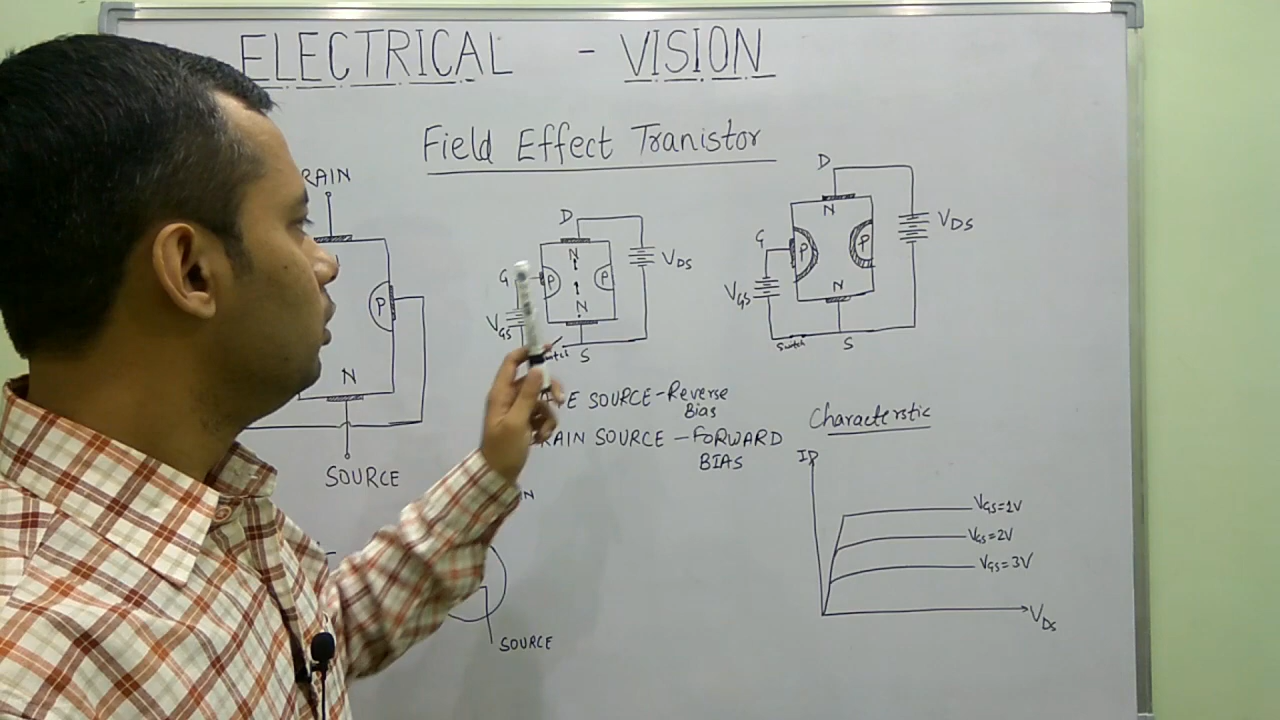 ELECTRICAL - VISION
Field Effect Tranistor
RAIN
P
N
SOURCE
D
N
G
P
P
N
VGS
VDS
S
D
N
G
P
P
N
VGS
VDS
Switch
S
SOURCE - Reverse
Bias
RAIN SOURCE - FORWARD
BIAS
SOURCE
Characterstic
ID
VGS=1V
VGS=2V
VGS=3V
VDS